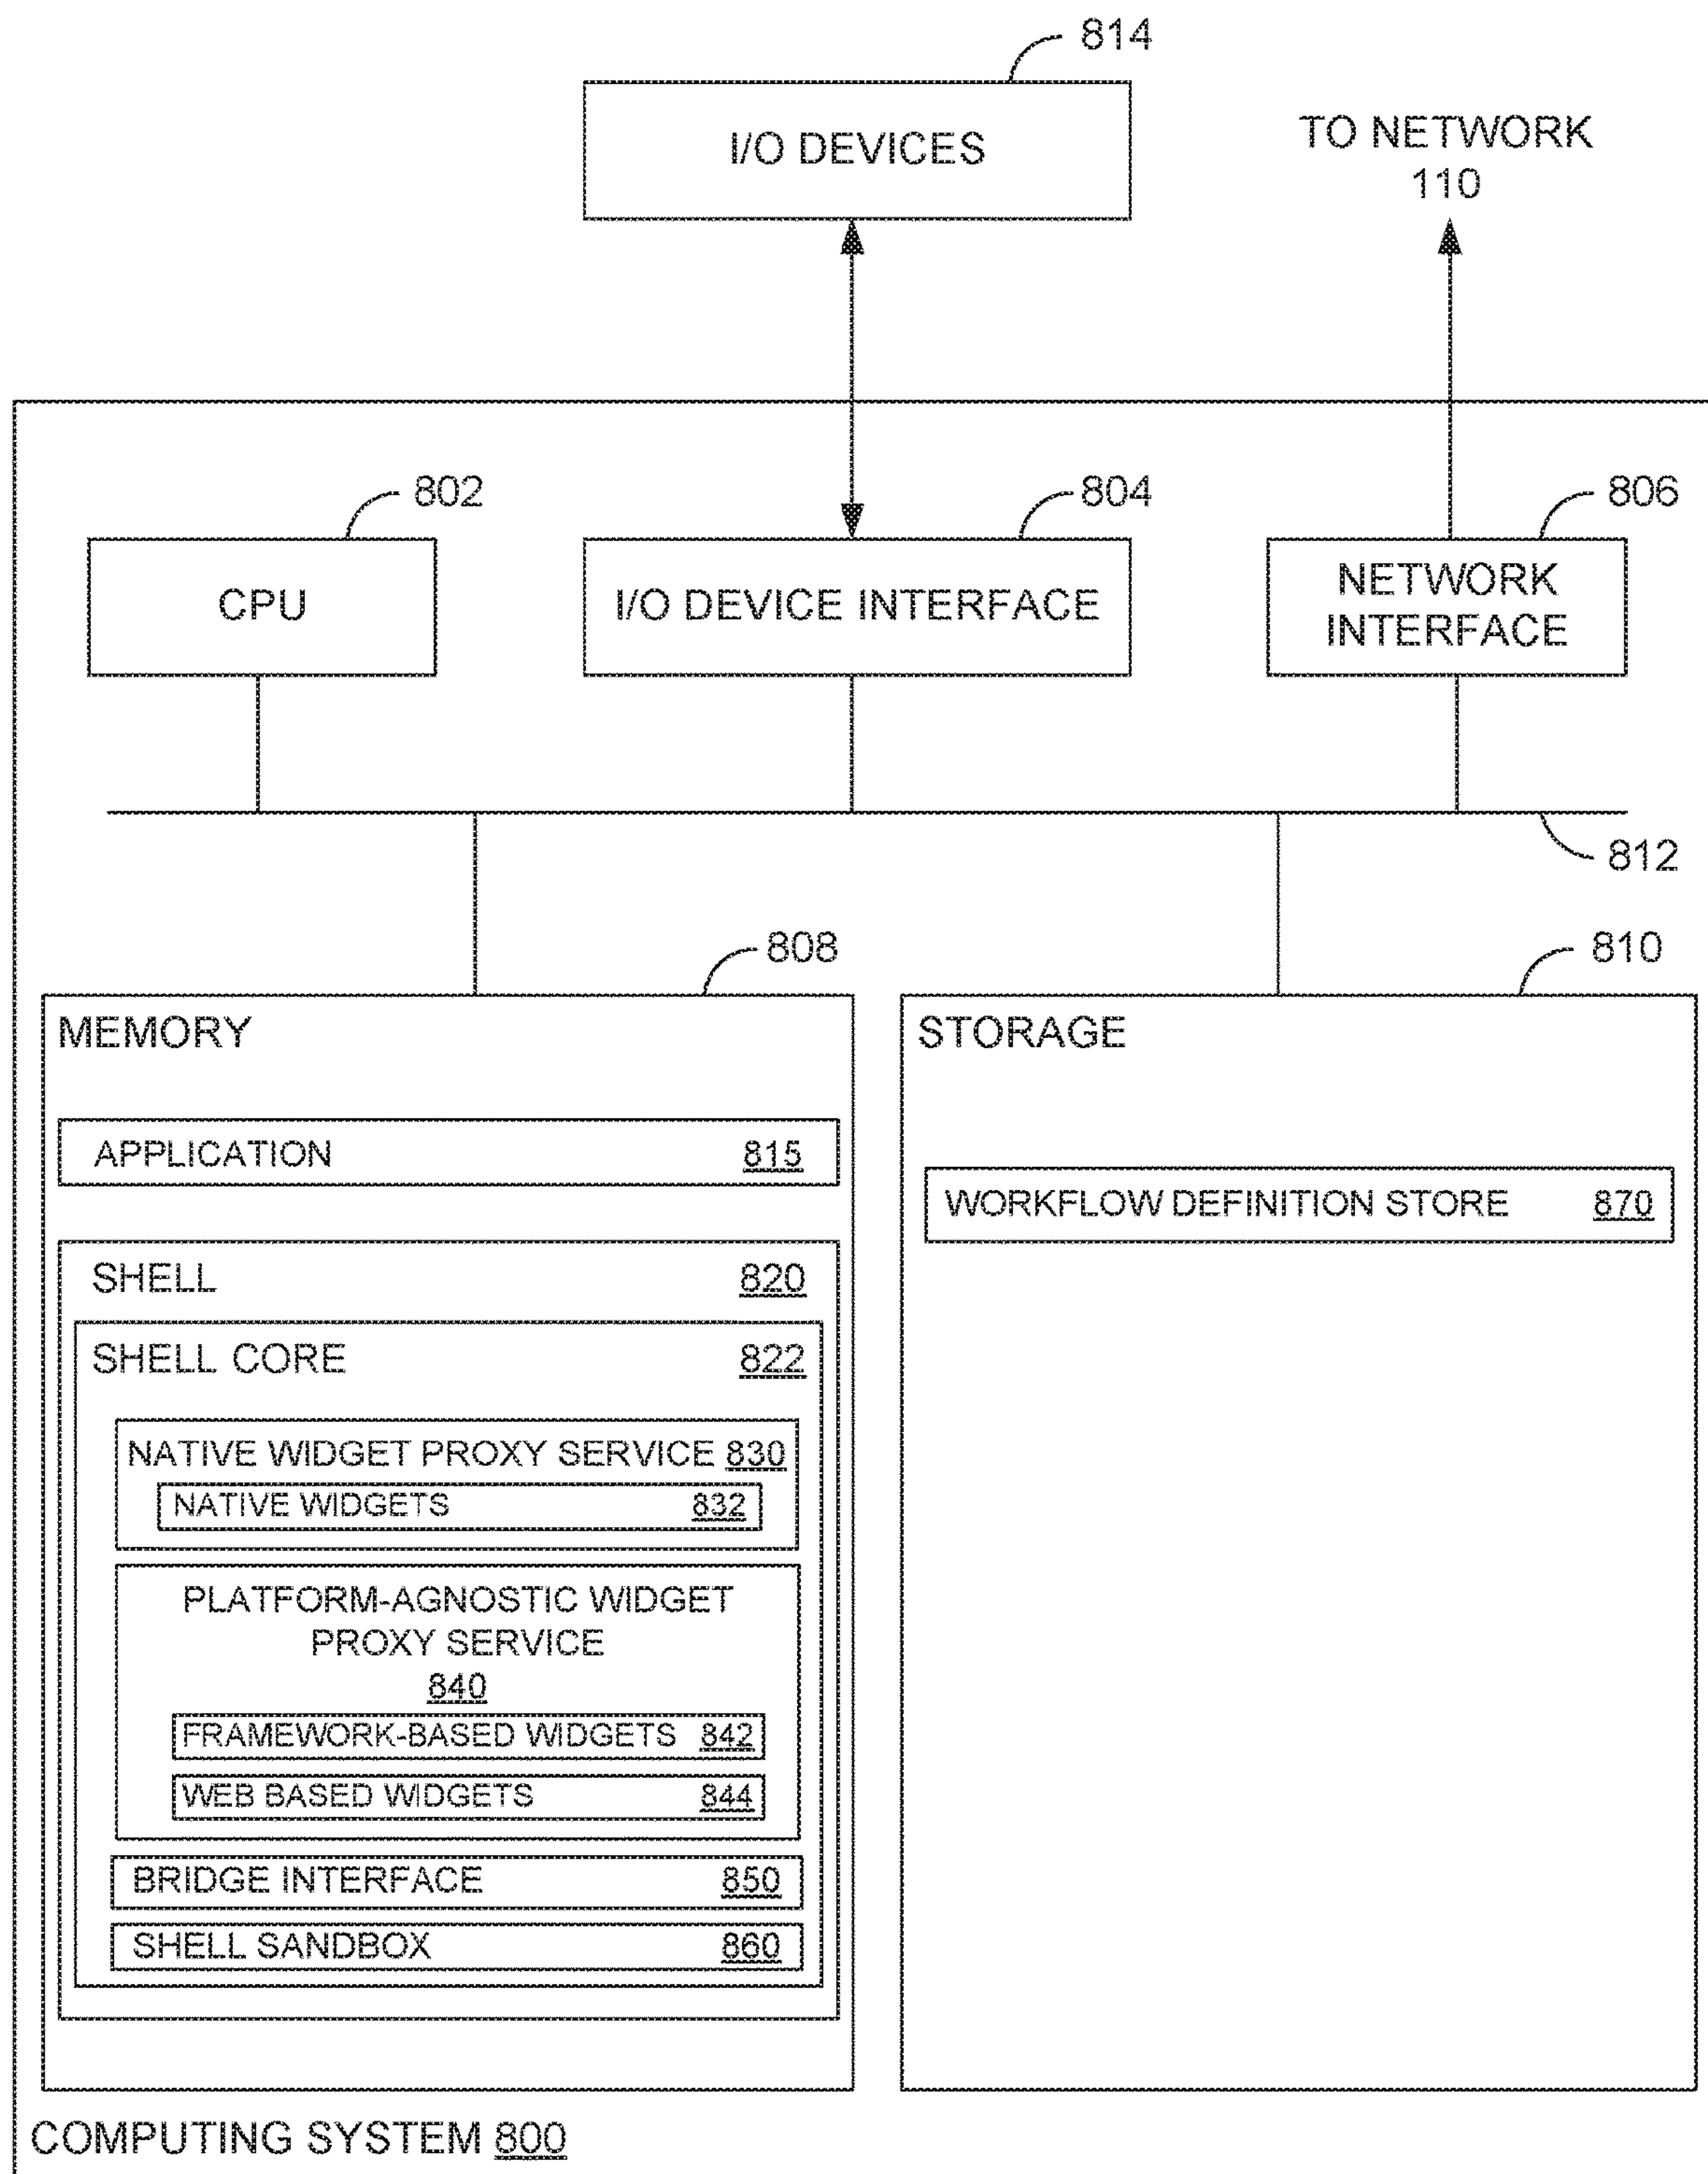 814
I/O DEVICES
TO NETWORK
110
802
804
806
CPU
I/O DEVICE INTERFACE
NETWORK
INTERFACE
812
808
810
MEMORY
APPLICATION 815
SHELL 820
SHELL CORE 822
NATIVE WIDGET PROXY SERVICE 830
NATIVE WIDGETS 832
PLATFORM-AGNOSTIC WIDGET
PROXY SERVICE
840
FRAMEWORK-BASED WIDGETS 842
WEB BASED WIDGETS 844
BRIDGE INTERFACE 850
SHELL SANDBOX 860
STORAGE
WORKFLOW DEFINITION STORE 870
COMPUTING SYSTEM 800